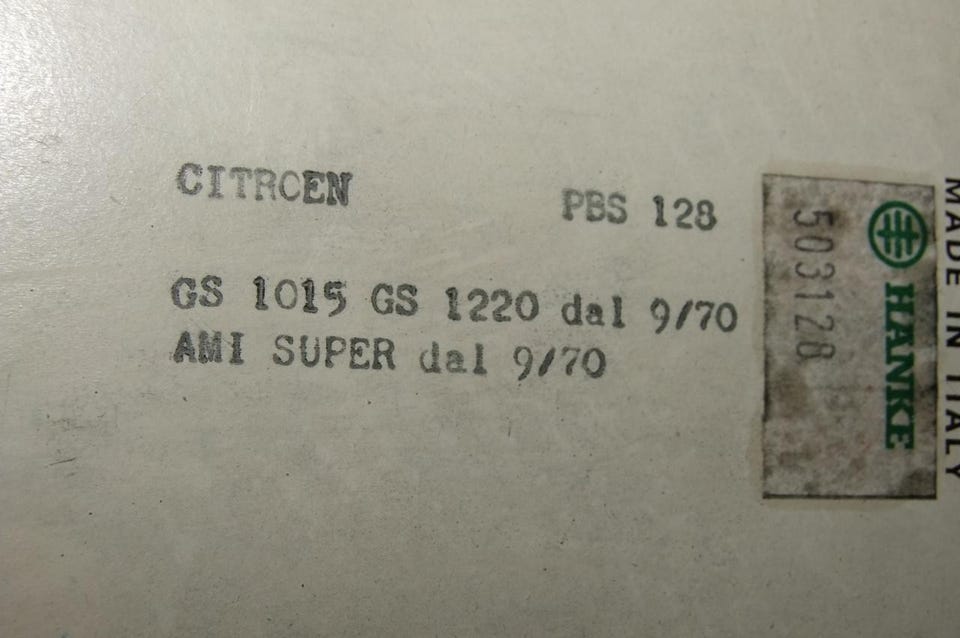 CITROEN
PBS 128
GS 1015 GS 1220 dal 9/70
AMI SUPER dal 9/70
503128
HANKE
MADE IN ITALY